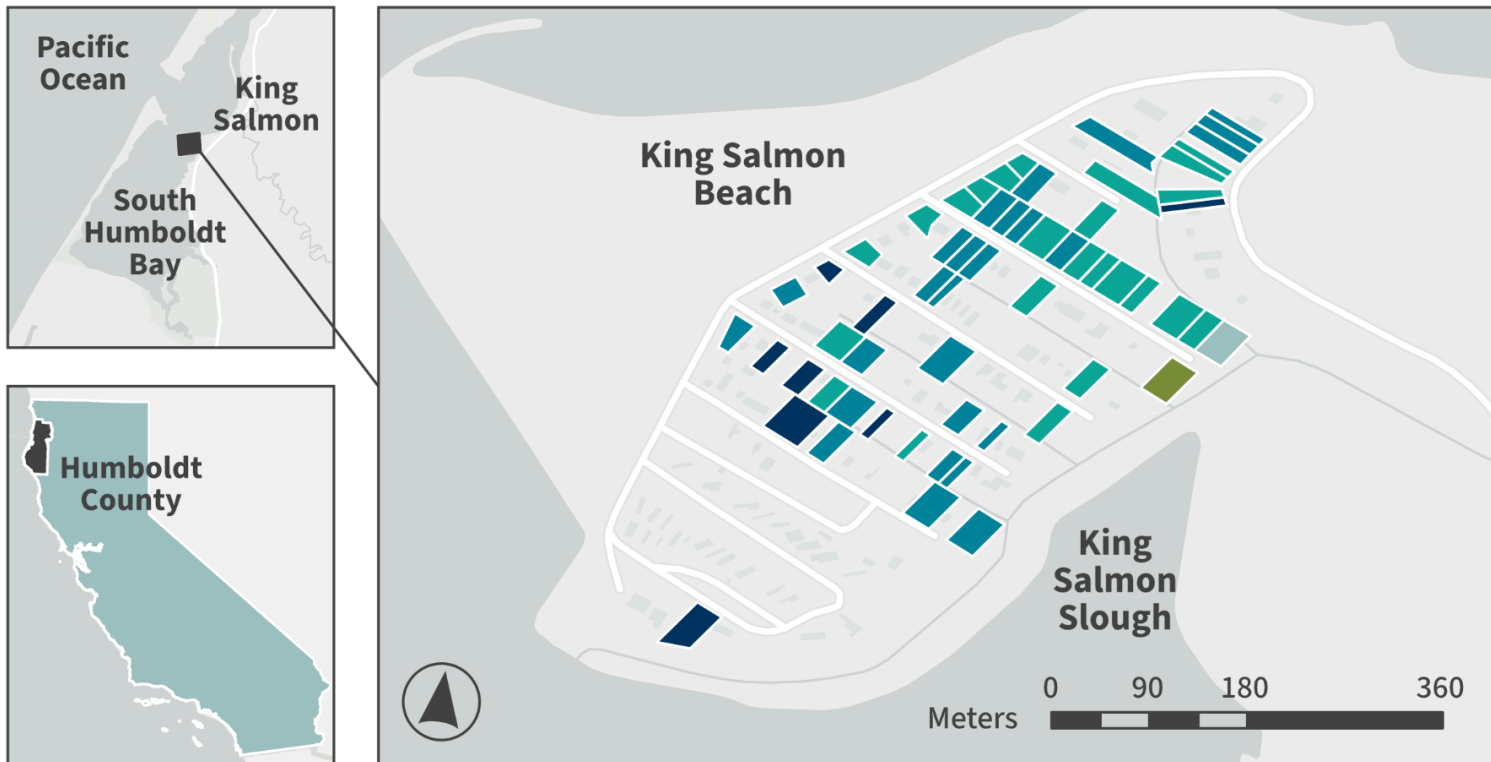 Pacific
Ocean
King
Salmon
South
Humboldt
Bay
Humboldt
County
King Salmon
Beach
King
Salmon
Slough
0 90 180 360
Meters